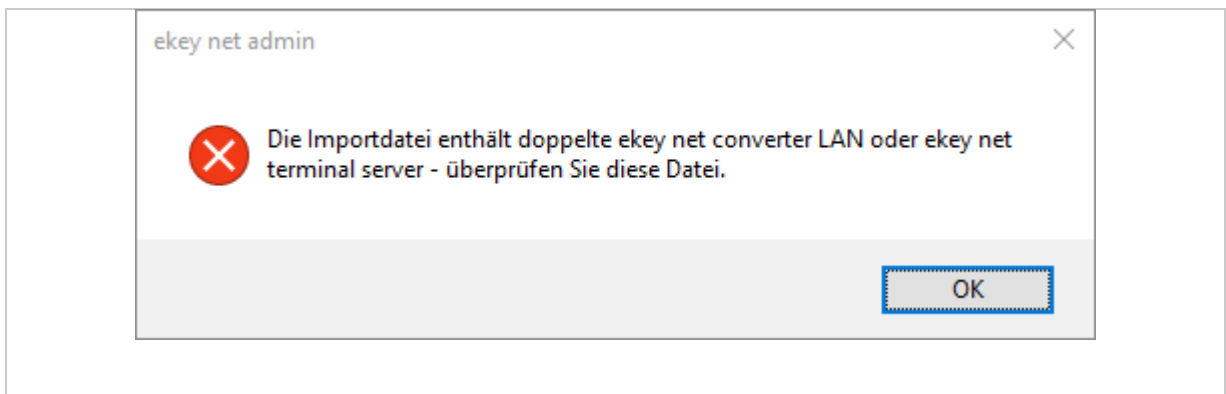 ekey net admin
Die Importdatei enthält doppelte ekey net converter LAN oder ekey net
terminal server - überprüfen Sie diese Datei.
OK